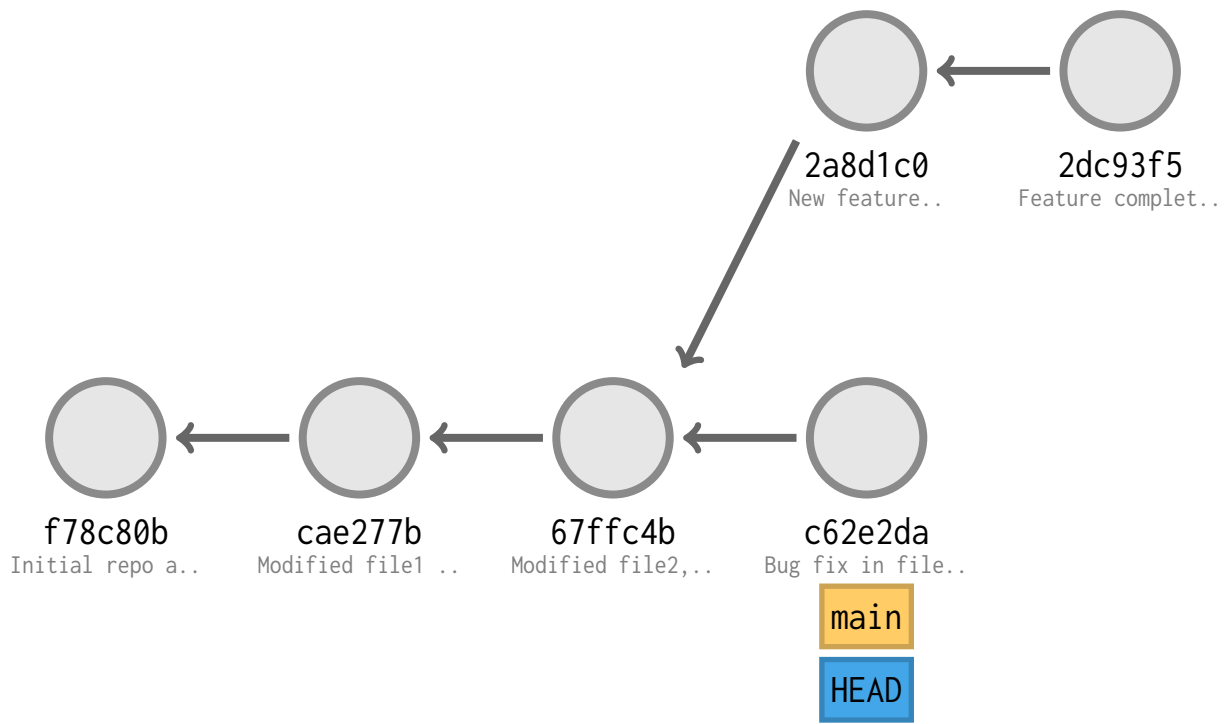 2a8d1c0
New feature..
2dc93f5
Feature complet..
f78c80b
Initial repo a..
cae277b
Modified file1 ..
67ffc4b
Modified file2,..
c62e2da
Bug fix in file..
main
HEAD